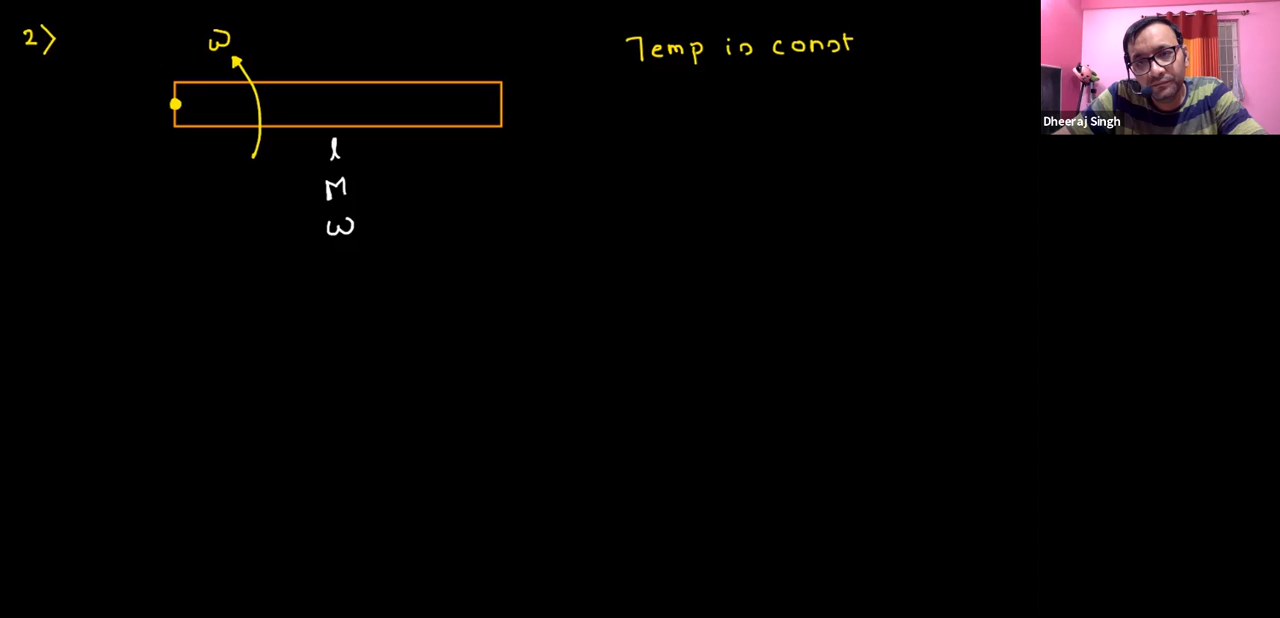 2) ω Temp is const
l
M
ω
Dheeraj Singh